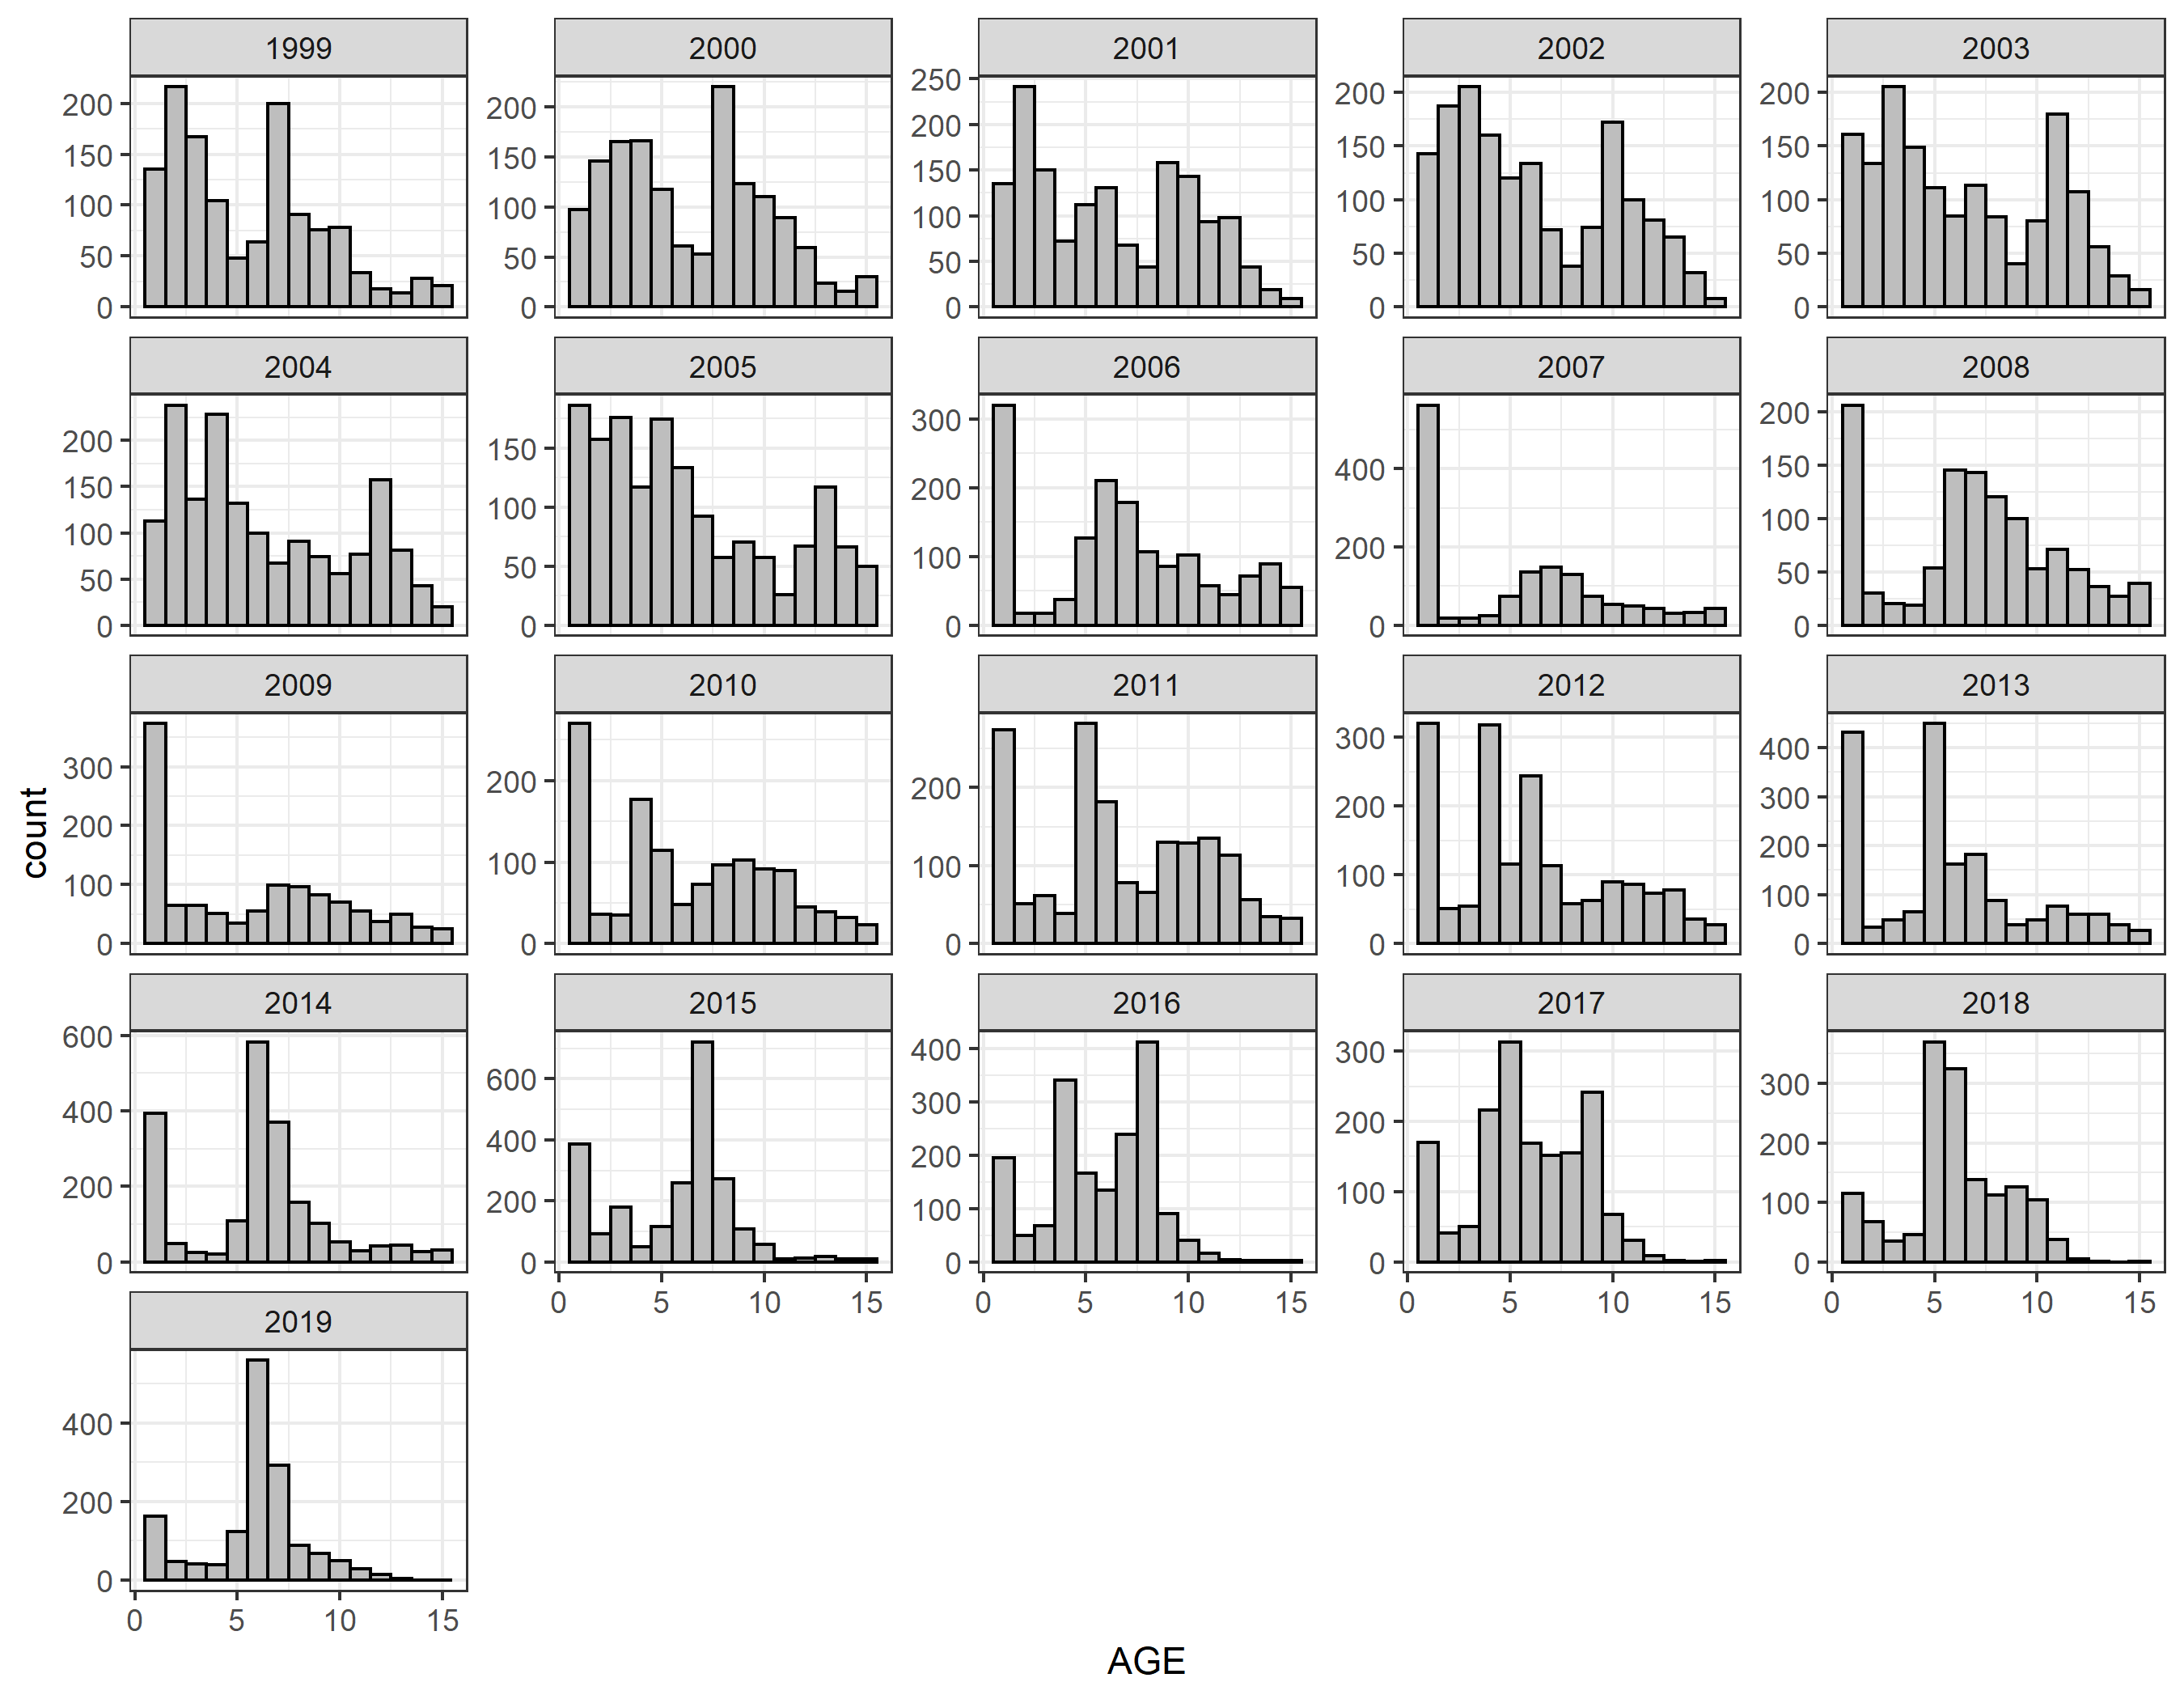 1999 2000 2001 2002 2003
200 150 100 50 0
200 150 100 50 0
250 200 150 100 50 0
200 150 100 50 0
200 150 100 50 0
2004 2005 2006 2007 2008
200 150 100 50 0
150 100 50 0
300 200 100 0
400 200 0
200 150 100 50 0
2009 2010 2011 2012 2013
300 200 100 0
200 100 0
200 100 0
300 200 100 0
400 300 200 100 0
2014 2015 2016 2017 2018
600 400 200 0
600 400 200 0
400 300 200 100 0
300 200 100 0
300 200 100 0
0 5 10 15
0 5 10 15
0 5 10 15
0 5 10 15
2019
400 200 0
0 5 10 15
count
AGE